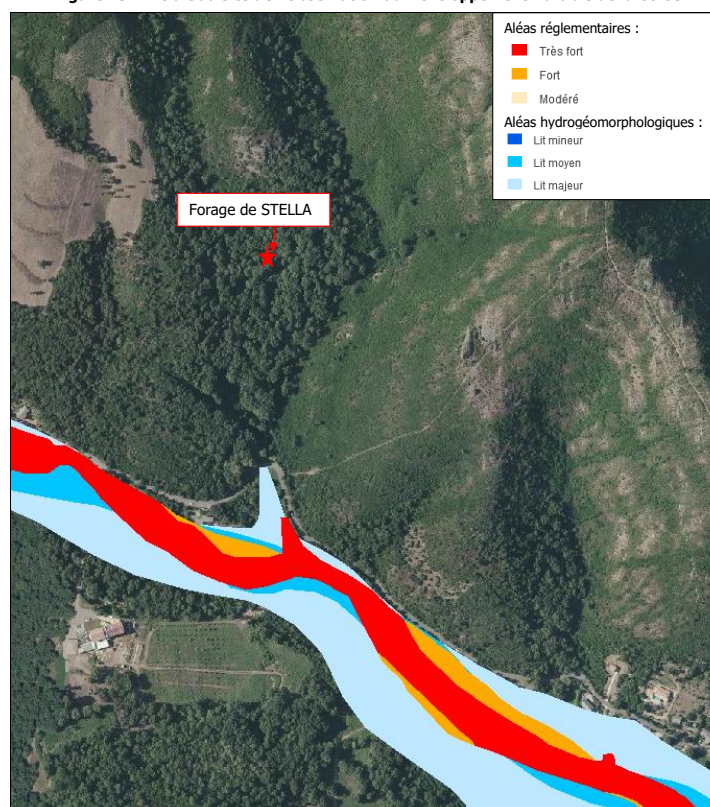 Aléas réglementaires :
Très fort
Fort
Modéré
Aléas hydrogéomorphologiques :
Lit mineur
Lit moyen
Lit majeur
Forage de STELLA